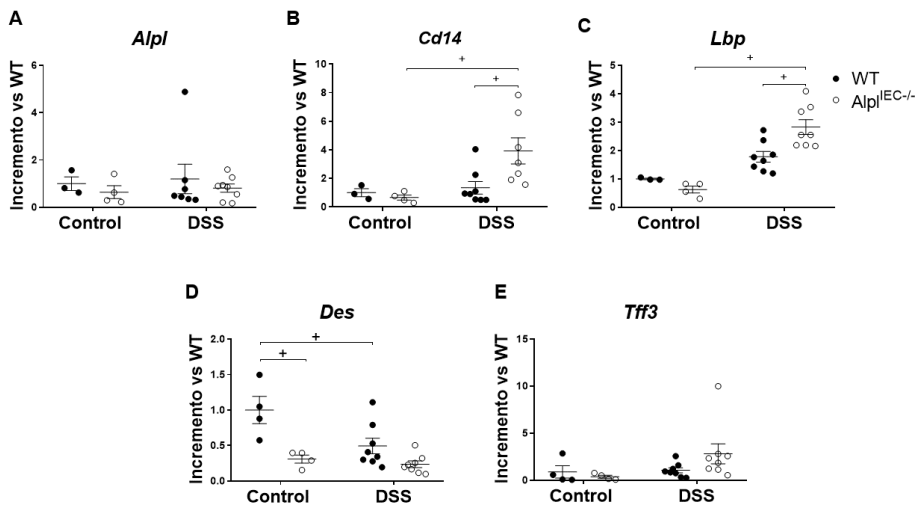 A
Alpl
Incremento vs WT
6
4
2
0
Control
DSS
B
Cd14
Incremento vs WT
10
8
6
4
2
0
+
+
Control
DSS
C
Lbp
Incremento vs WT
5
4
3
2
1
0
+
+
Control
DSS
WT
Alpl^IEC-/-
D
Des
Incremento vs WT
2.0
1.5
1.0
0.5
0.0
+
+
Control
DSS
E
Tff3
Incremento vs WT
15
10
5
0
Control
DSS